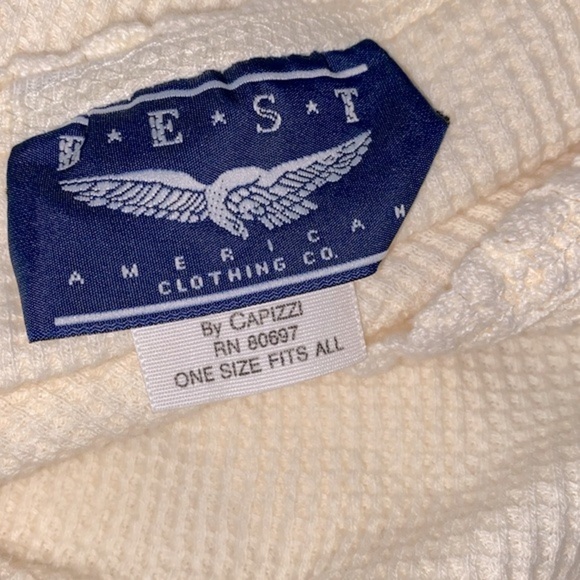 W★E★S★T
AMERICAN
CLOTHING CO.
By CAPIZZI
RN 80697
ONE SIZE FITS ALL